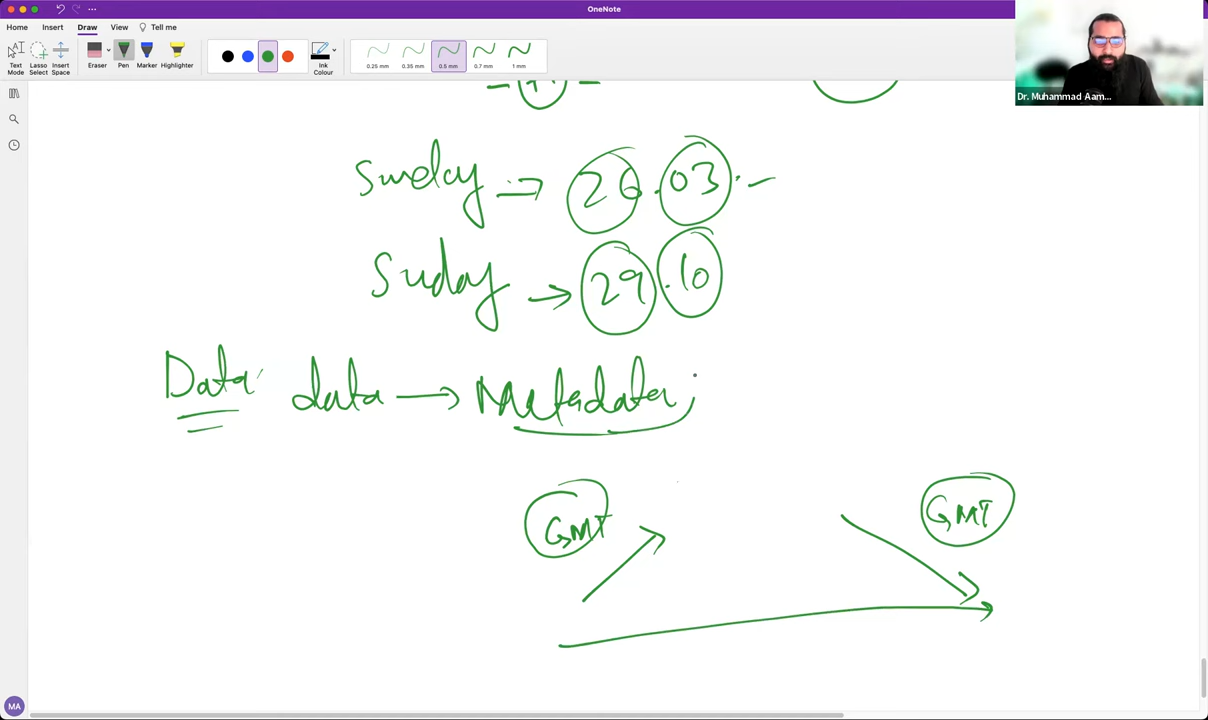 OneNote
Home Insert Draw View Tell me
Text Mode Lasso Select Insert Space Eraser Pen Marker Highlighter Ink Colour 0.25 mm 0.35 mm 0.5 mm 0.7 mm 1 mm
Dr. Muhammad Aam...
Sunday → 26.03.
Sunday → 29.10
Data: data → Metadata
GMT GMT
MA